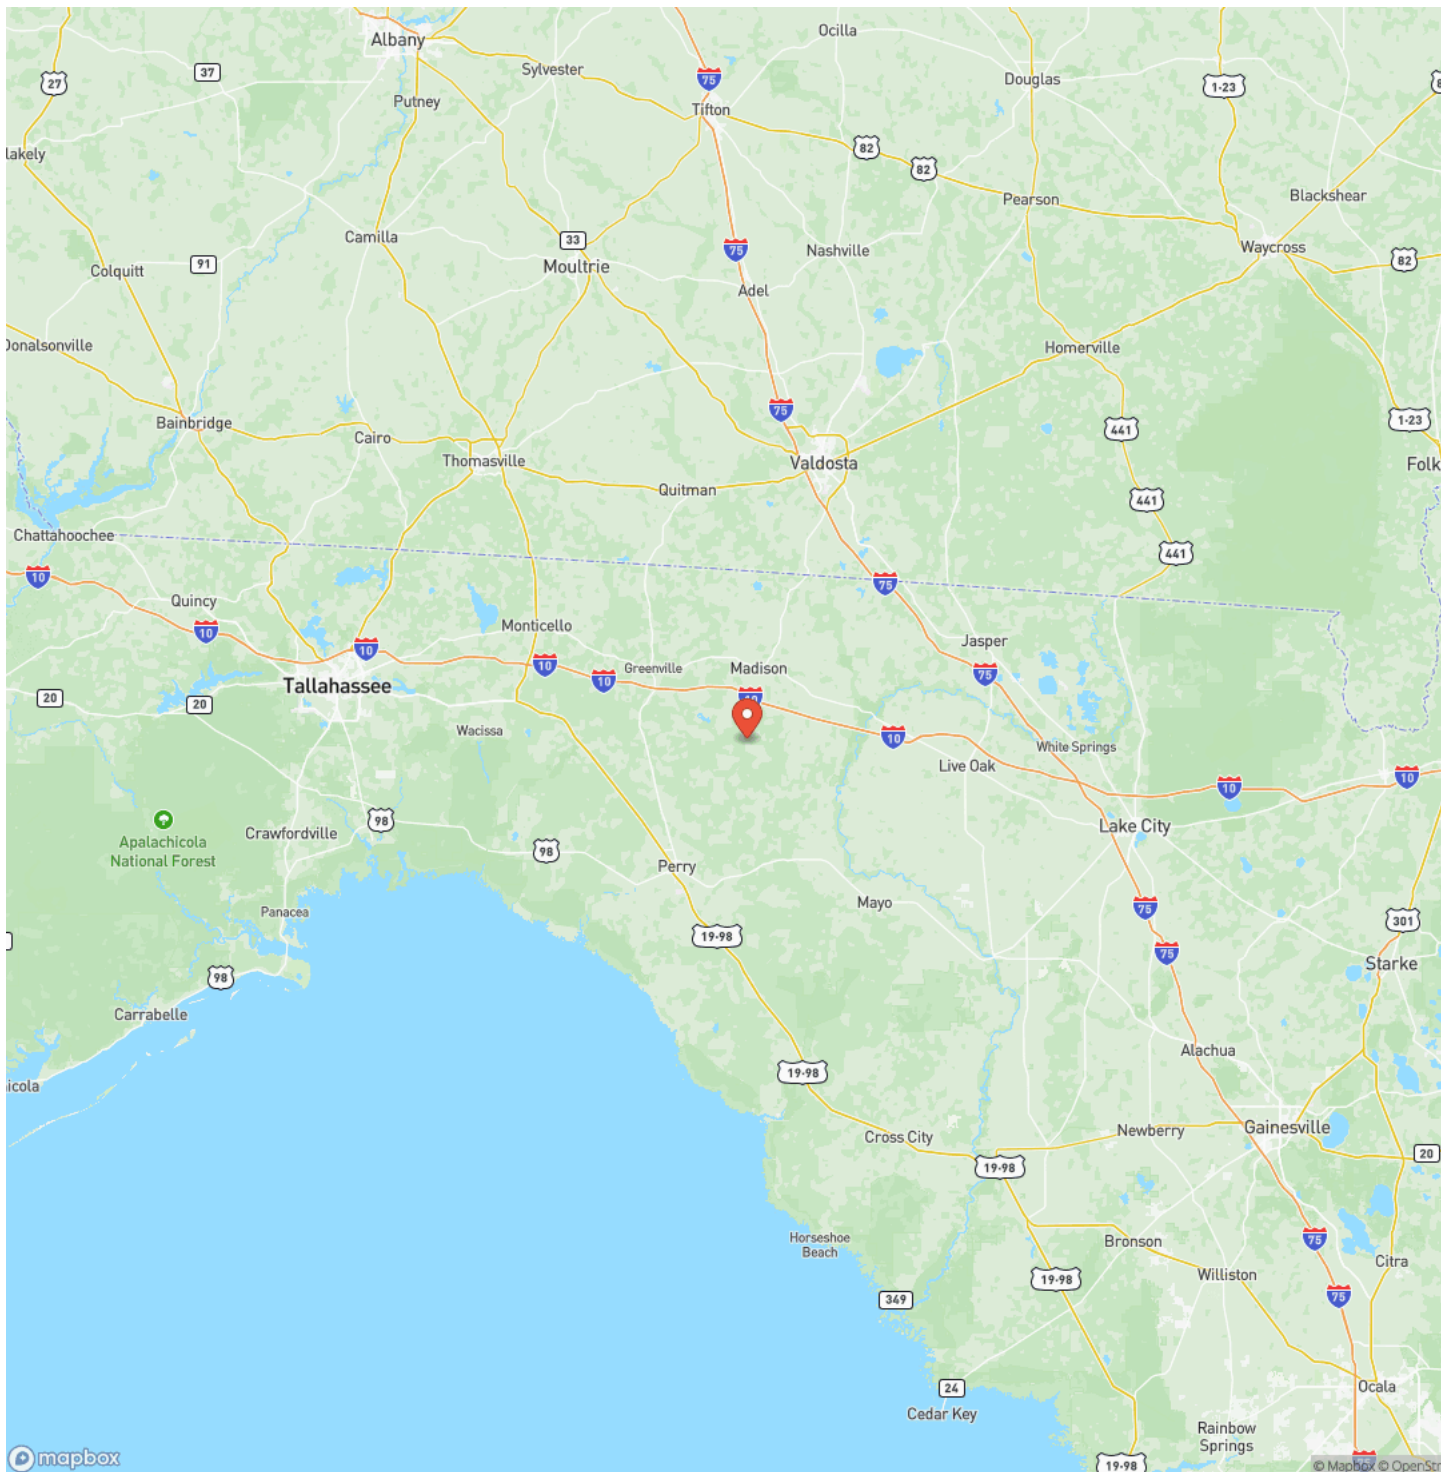 Albany
Ocilla
Sylvester
27
37
75
Douglas
1-23
Putney
Tifton
82
lakely
82
Blackshear
Pearson
Camilla
33
Nashville
Waycross
75
Moultrie
91
82
Colquitt
Adel
Donalsonville
Homerville
75
Bainbridge
441
1-23
Cairo
Thomasville
Valdosta
Folk
Quitman
441
Chattahoochee
441
10
75
Quincy
10
Monticello
Jasper
10
10
Greenville
Madison
75
10
Tallahassee
20
20
10
Wacissa
10
White Springs
Live Oak
10
10
98
Apalachicola
National Forest
Crawfordville
Lake City
98
Perry
Mayo
75
Panacea
301
19-98
75
98
Starke
Carrabelle
Alachua
icola
19-98
Cross City
Newberry
Gainesville
20
19-98
Horseshoe
Beach
Bronson
75
Citra
19-98
Williston
349
75
24
Ocala
Cedar Key
Rainbow
Springs
mapbox
19-98
75
© Mapbox © OpenStr